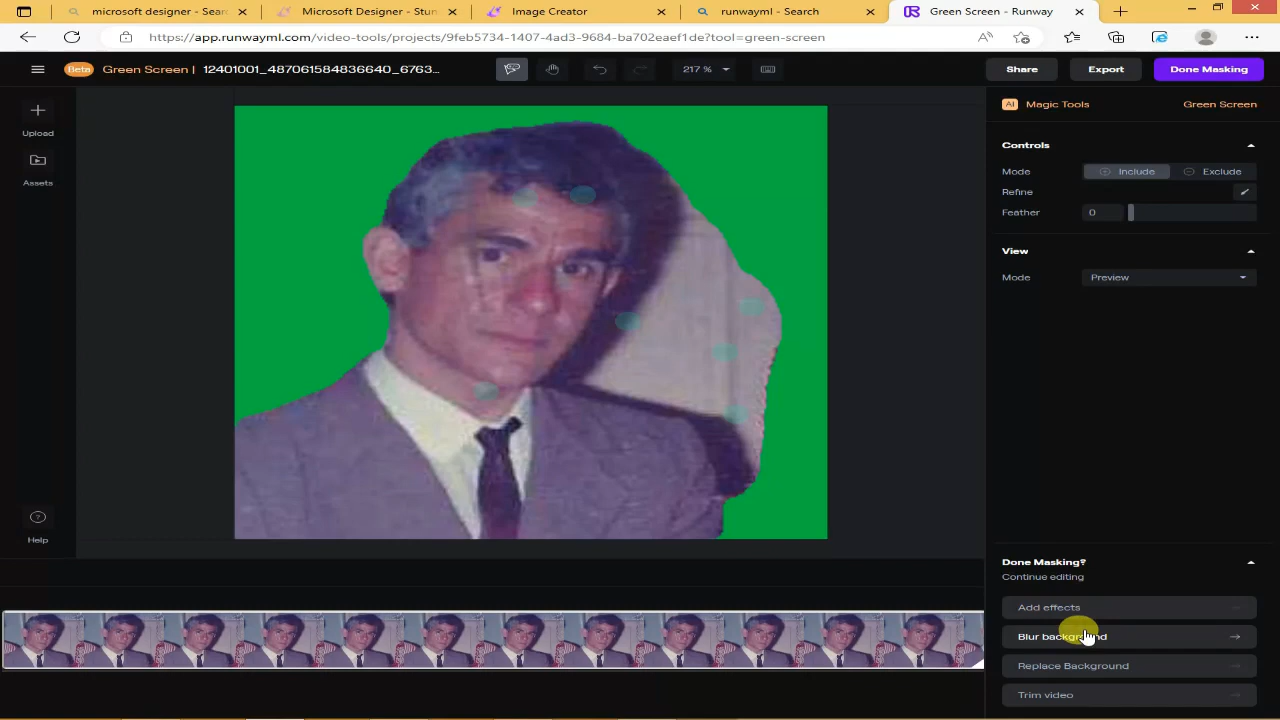 microsoft designer - Sear
Microsoft Designer - Stun
Image Creator
runwayml - Search
Green Screen - Runway
https://app.runwayml.com/video-tools/projects/9feb5734-1407-4ad3-9684-ba702eaef1de?tool=green-screen
Beta Green Screen | 12401001_487061584836640_6763...
217 %
Share
Export
Done Masking
Upload
Assets
Help
AI Magic Tools
Green Screen
Controls
Mode
Include
Exclude
Refine
Feather
0
View
Mode
Preview
Done Masking?
Continue editing
Add effects
Blur background
Replace Background
Trim video